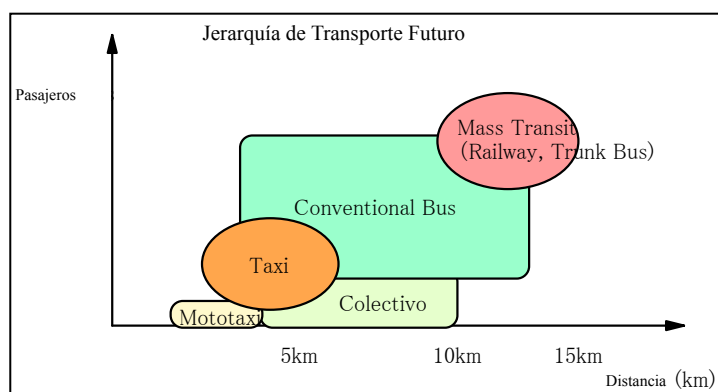 Jerarquía de Transporte Futuro
Pasajeros
Mass Transit
(Railway, Trunk Bus)
Conventional Bus
Taxi
Colectivo
Mototaxi
5km
10km
15km
Distancia (km)